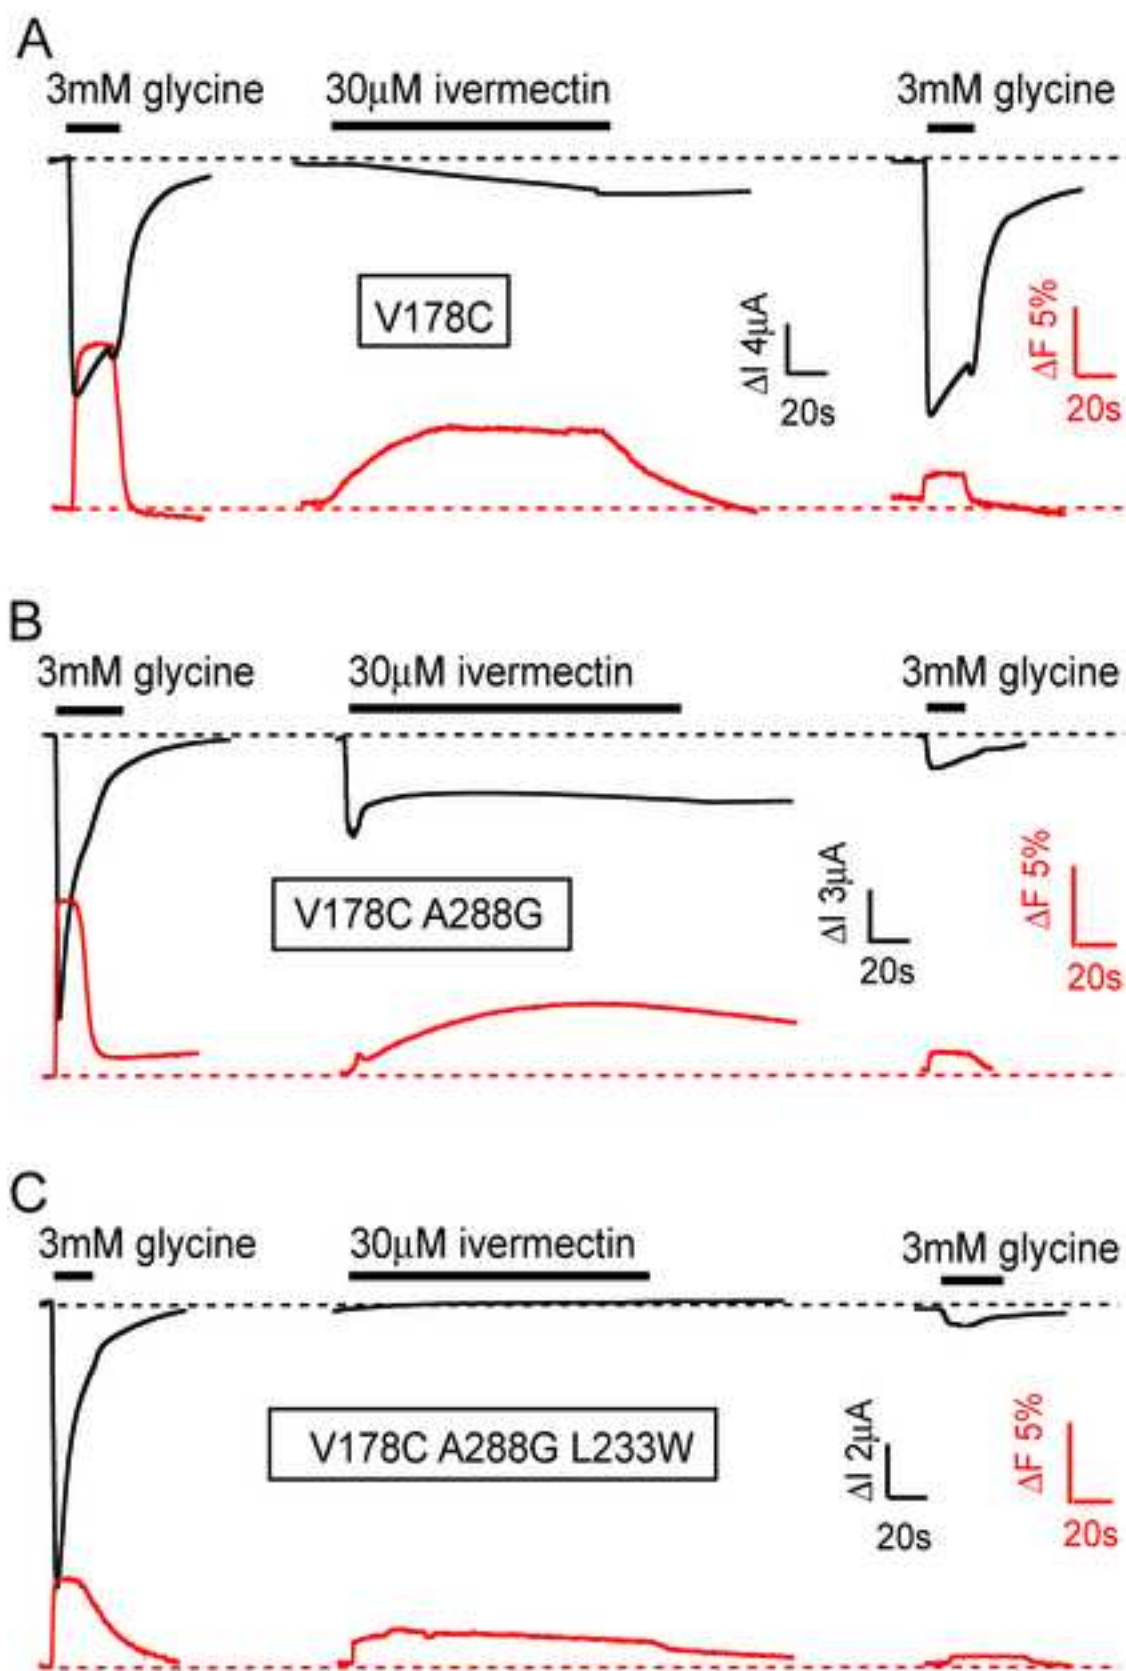 A
3mM glycine 30µM ivermectin 3mM glycine
V178C
ΔI 4µA
20s
ΔF 5%
20s
B
3mM glycine 30µM ivermectin 3mM glycine
V178C A288G
ΔI 3µA
20s
ΔF 5%
20s
C
3mM glycine 30µM ivermectin 3mM glycine
V178C A288G L233W
ΔI 2µA
20s
ΔF 5%
20s